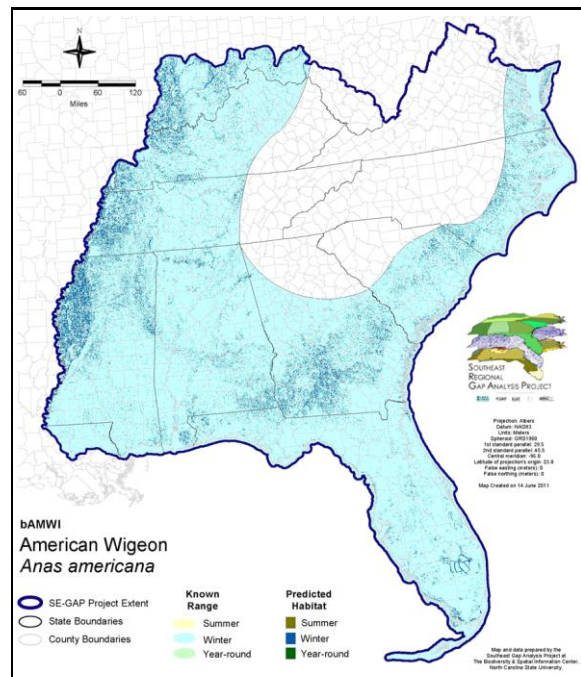 N
60 0 60 120
Miles
SOUTHEAST
REGIONAL
GAP ANALYSIS PROJECT
Projection: Albers
Datum: NAD83
Units: Meters
Spheroid: GRS1980
1st standard parallel: 29.5
2nd standard parallel: 45.5
Central meridian: -96.0
Latitude of projection's origin: 23.0
False easting (meters): 0
False northing (meters): 0
Map Created on 14 June 2011
bAMWI
American Wigeon
Anas americana
SE-GAP Project Extent
State Boundaries
County Boundaries
Known
Range
Summer
Winter
Year-round
Predicted
Habitat
Summer
Winter
Year-round
Map and data prepared by the
Southeast Gap Analysis Project at
The Biodiversity & Spatial Information Center,
North Carolina State University.